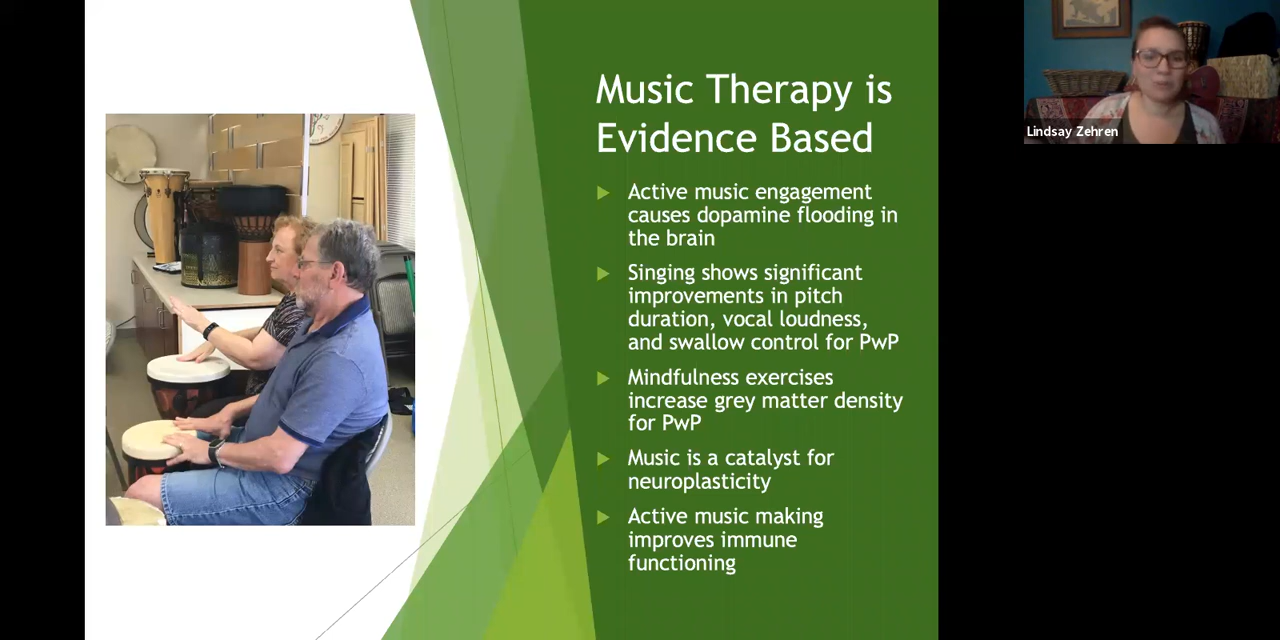 Music Therapy is
Evidence Based
Active music engagement
causes dopamine flooding in
the brain
Singing shows significant
improvements in pitch
duration, vocal loudness,
and swallow control for PwP
Mindfulness exercises
increase grey matter density
for PwP
Music is a catalyst for
neuroplasticity
Active music making
improves immune
functioning
Lindsay Zehren